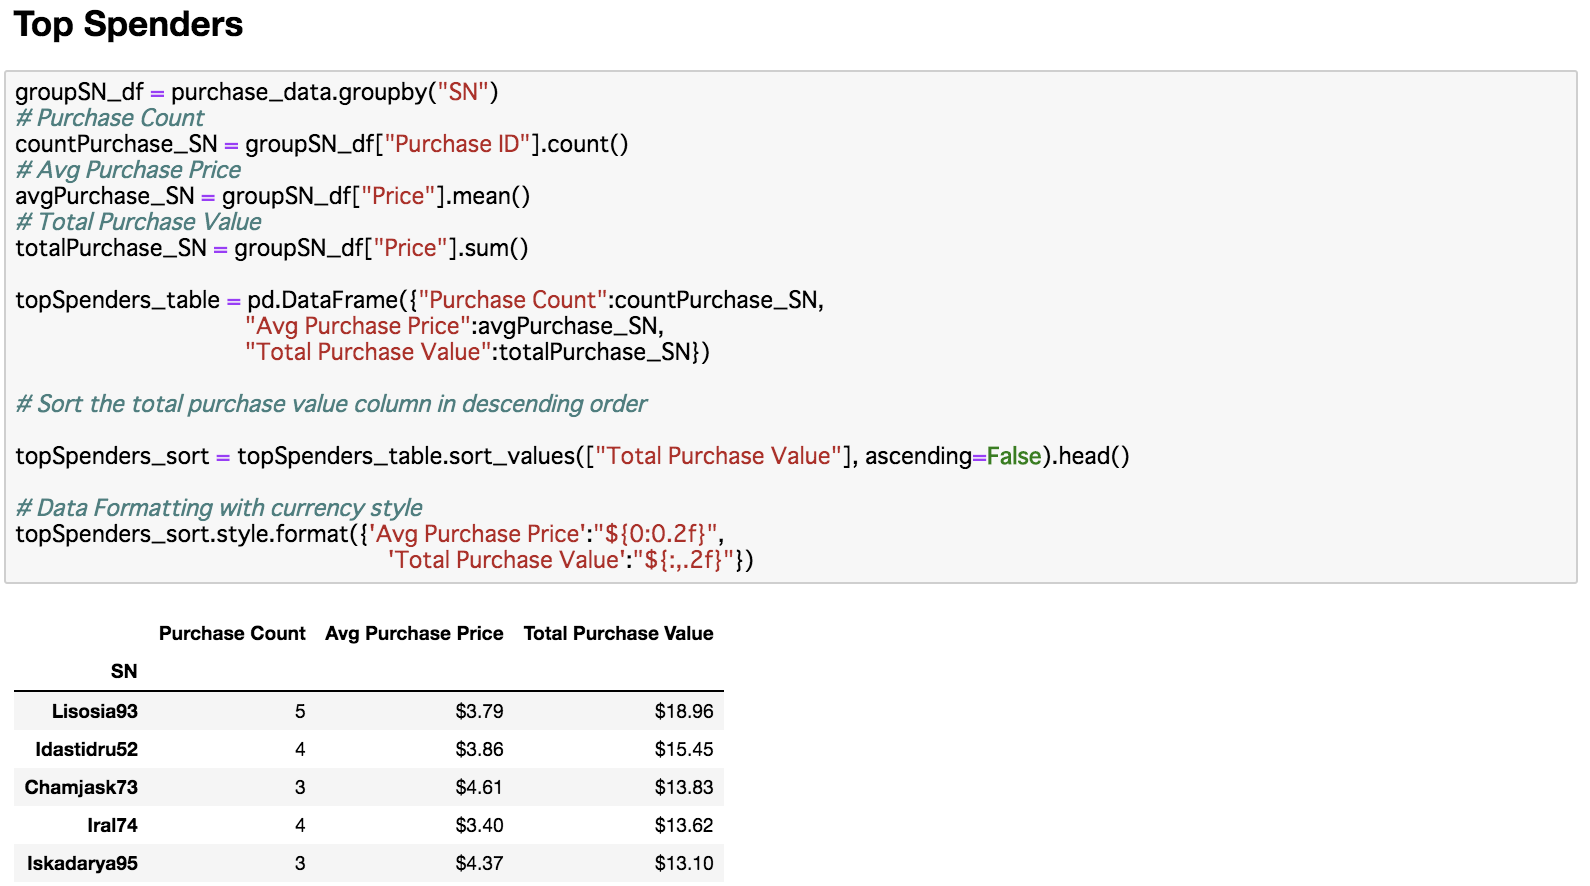 Top Spenders
groupSN_df = purchase_data.groupby("SN")
# Purchase Count
countPurchase_SN = groupSN_df["Purchase ID"].count()
# Avg Purchase Price
avgPurchase_SN = groupSN_df["Price"].mean()
# Total Purchase Value
totalPurchase_SN = groupSN_df["Price"].sum()
topSpenders_table = pd.DataFrame({"Purchase Count":countPurchase_SN,
"Avg Purchase Price":avgPurchase_SN,
"Total Purchase Value":totalPurchase_SN})
# Sort the total purchase value column in descending order
topSpenders_sort = topSpenders_table.sort_values(["Total Purchase Value"], ascending=False).head()
# Data Formatting with currency style
topSpenders_sort.style.format({'Avg Purchase Price':"${0:0.2f}",
'Total Purchase Value':"${:,.2f}"})
Purchase Count Avg Purchase Price Total Purchase Value
SN
Lisosia93 5 $3.79 $18.96
Idastidru52 4 $3.86 $15.45
Chamjask73 3 $4.61 $13.83
Iral74 4 $3.40 $13.62
Iskadarya95 3 $4.37 $13.10